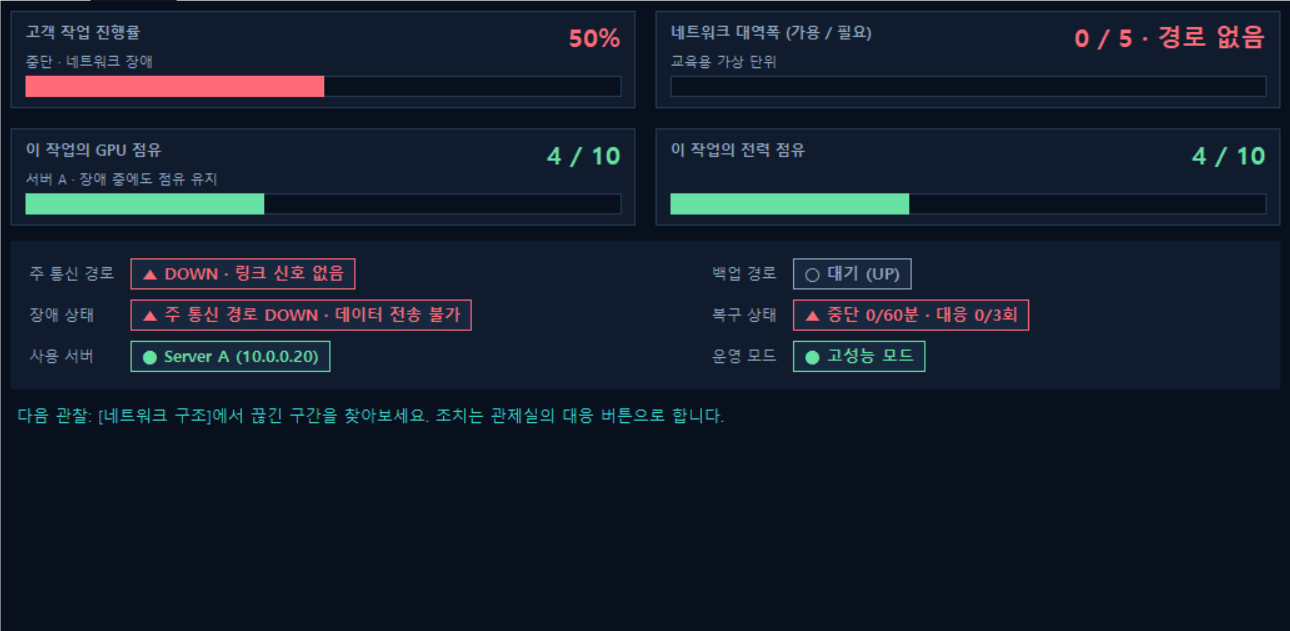 고객 작업 진행률
50%
중단 · 네트워크 장애
네트워크 대역폭 (가용 / 필요)
0 / 5 · 경로 없음
교육용 가상 단위
이 작업의 GPU 점유
4 / 10
서버 A · 장애 중에도 점유 유지
이 작업의 전력 점유
4 / 10
주 통신 경로 ▲ DOWN · 링크 신호 없음
백업 경로 ○ 대기 (UP)
장애 상태 ▲ 주 통신 경로 DOWN · 데이터 전송 불가
복구 상태 ▲ 중단 0/60분 · 대응 0/3회
사용 서버 ● Server A (10.0.0.20)
운영 모드 ● 고성능 모드
다음 관찰: [네트워크 구조]에서 끊긴 구간을 찾아보세요. 조치는 관제실의 대응 버튼으로 합니다.